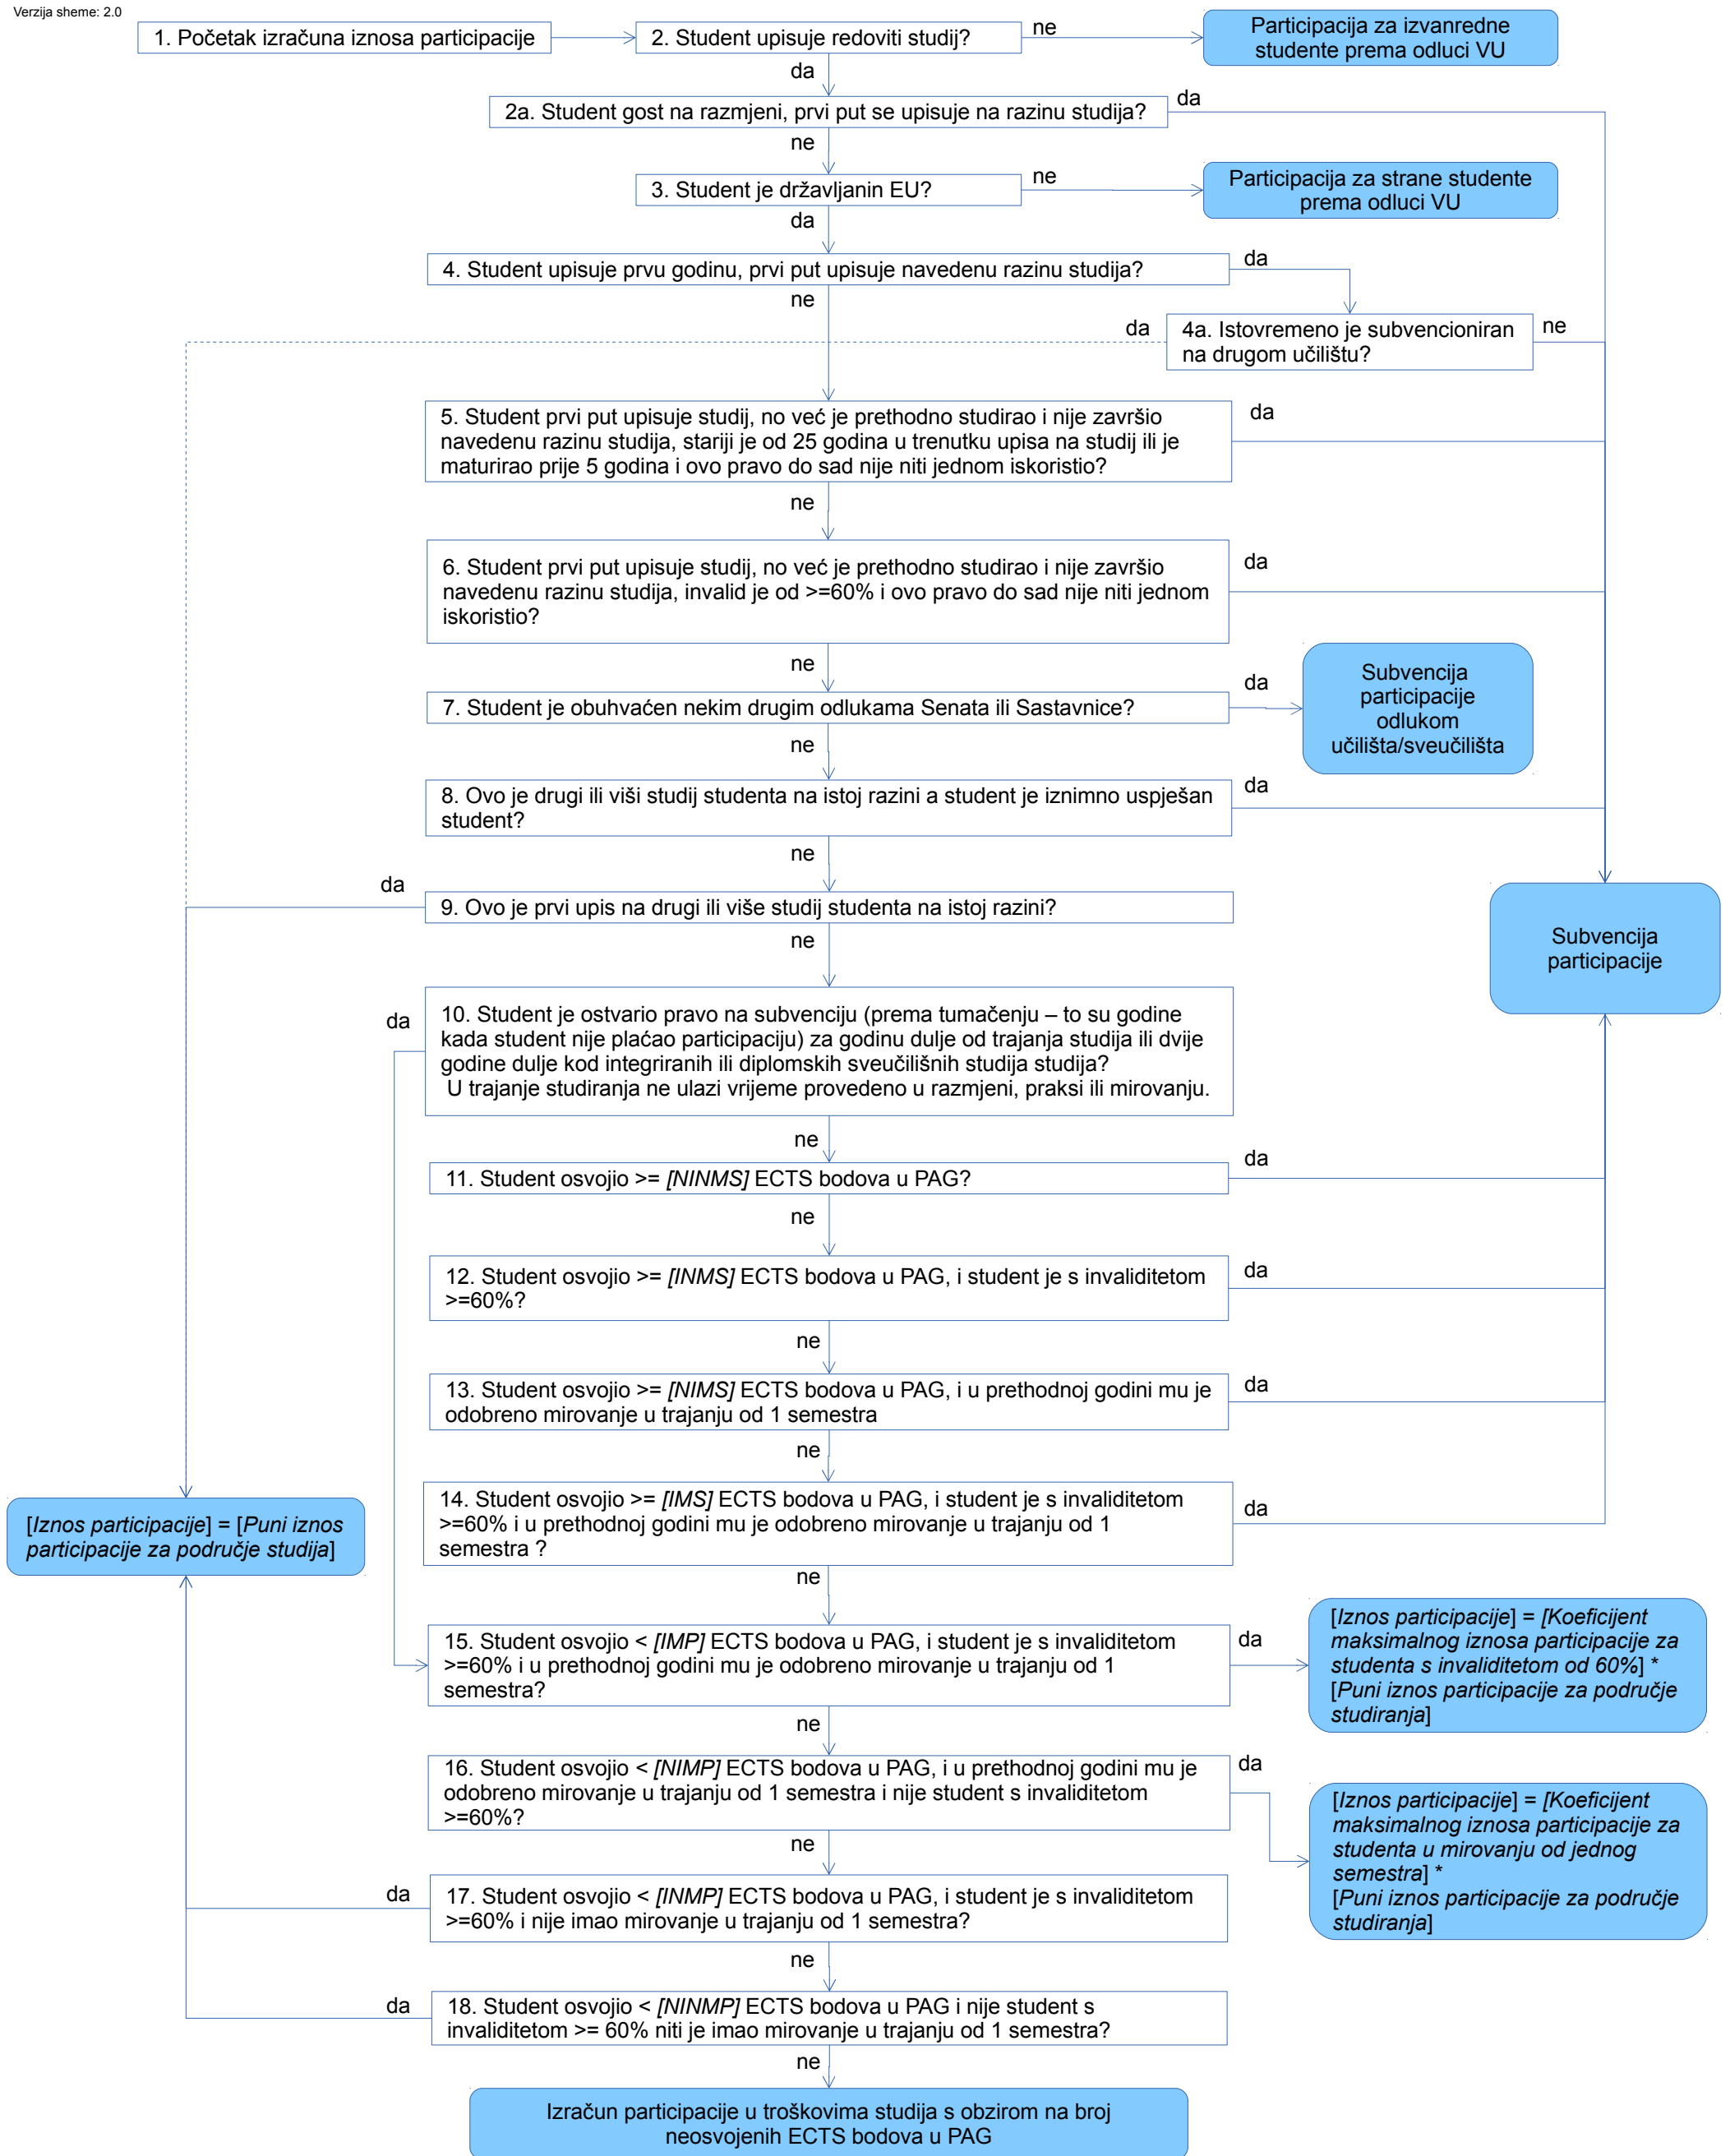 Verzija sheme: 2.0
1. Početak izračuna iznosa participacije
2. Student upisuje redoviti studij?
ne
Participacija za izvanredne
studente prema odluci VU
da
2a. Student gost na razmjeni, prvi put se upisuje na razinu studija?
da
ne
3. Student je državljanin EU?
ne
Participacija za strane studente
prema odluci VU
da
4. Student upisuje prvu godinu, prvi put upisuje navedenu razinu studija?
da
ne
da
4a. Istovremeno je subvencioniran
na drugom učilištu?
ne
5. Student prvi put upisuje studij, no već je prethodno studirao i nije završio
navedenu razinu studija, stariji je od 25 godina u trenutku upisa na studij ili je
maturirao prije 5 godina i ovo pravo do sad nije niti jednom iskoristio?
da
ne
6. Student prvi put upisuje studij, no već je prethodno studirao i nije završio
navedenu razinu studija, invalid je od >=60% i ovo pravo do sad nije niti jednom
iskoristio?
da
ne
7. Student je obuhvaćen nekim drugim odlukama Senata ili Sastavnice?
da
Subvencija
participacije
odlukom
učilišta/sveučilišta
ne
8. Ovo je drugi ili viši studij studenta na istoj razini a student je iznimno uspješan
student?
da
ne
da
9. Ovo je prvi upis na drugi ili više studij studenta na istoj razini?
ne
Subvencija
participacije
da
10. Student je ostvario pravo na subvenciju (prema tumačenju – to su godine
kada student nije plaćao participaciju) za godinu dulje od trajanja studija ili dvije
godine dulje kod integriranih ili diplomskih sveučilišnih studija studija?
U trajanje studiranja ne ulazi vrijeme provedeno u razmjeni, praksi ili mirovanju.
ne
11. Student osvojio >= [NINMS] ECTS bodova u PAG?
da
ne
12. Student osvojio >= [INMS] ECTS bodova u PAG, i student je s invaliditetom
>=60%?
da
ne
13. Student osvojio >= [NIMS] ECTS bodova u PAG, i u prethodnoj godini mu je
odobreno mirovanje u trajanju od 1 semestra
da
ne
14. Student osvojio >= [IMS] ECTS bodova u PAG, i student je s invaliditetom
>=60% i u prethodnoj godini mu je odobreno mirovanje u trajanju od 1
semestra ?
da
[Iznos participacije] = [Puni iznos
participacije za područje studija]
ne
15. Student osvojio < [IMP] ECTS bodova u PAG, i student je s invaliditetom
>=60% i u prethodnoj godini mu je odobreno mirovanje u trajanju od 1
semestra?
da
[Iznos participacije] = [Koeficijent
maksimalnog iznosa participacije za
studenta s invaliditetom od 60%] *
[Puni iznos participacije za područje
studiranja]
ne
16. Student osvojio < [NIMP] ECTS bodova u PAG, i u prethodnoj godini mu je
odobreno mirovanje u trajanju od 1 semestra i nije student s invaliditetom
>=60%?
da
[Iznos participacije] = [Koeficijent
maksimalnog iznosa participacije za
studenta u mirovanju od jednog
semestra] *
[Puni iznos participacije za područje
studiranja]
ne
da
17. Student osvojio < [INMP] ECTS bodova u PAG, i student je s invaliditetom
>=60% i nije imao mirovanje u trajanju od 1 semestra?
ne
da
18. Student osvojio < [NINMP] ECTS bodova u PAG i nije student s
invaliditetom >= 60% niti je imao mirovanje u trajanju od 1 semestra?
ne
Izračun participacije u troškovima studija s obzirom na broj
neosvojenih ECTS bodova u PAG